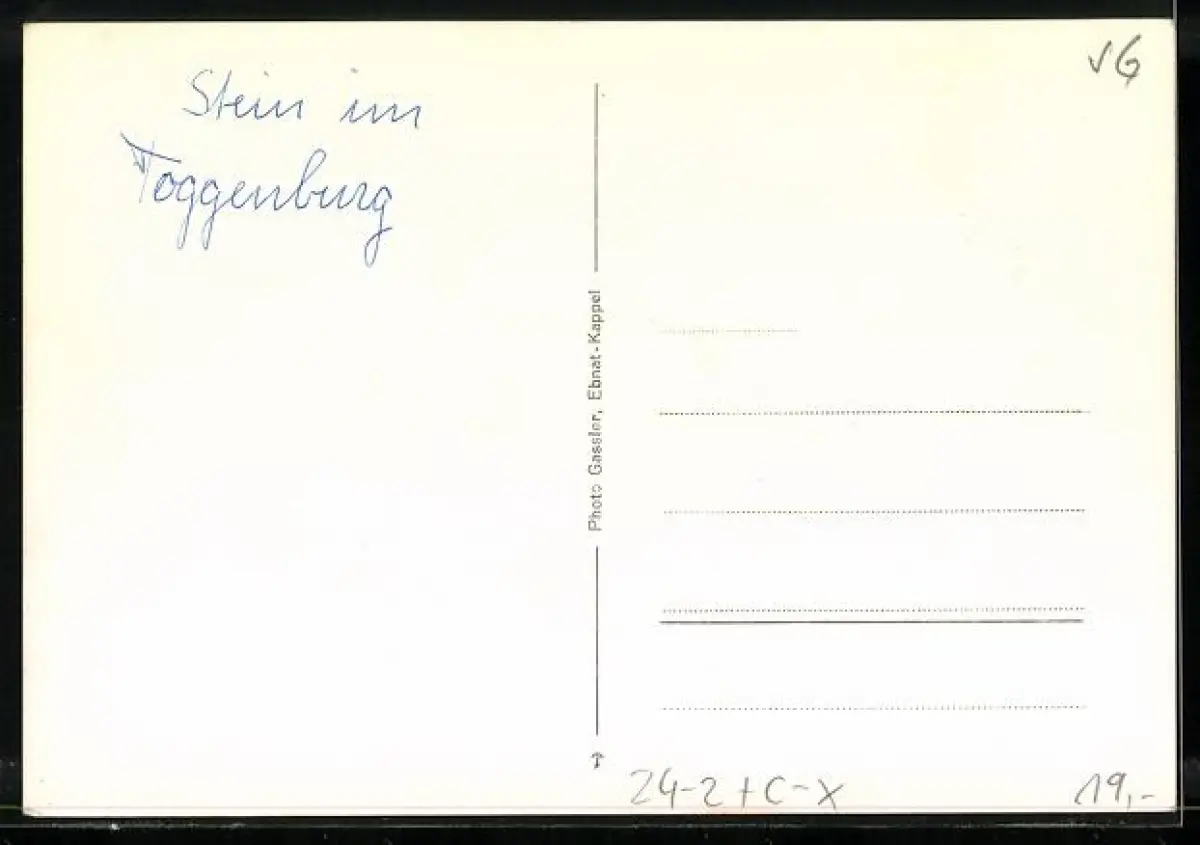 Stein im
Toggenburg
VG
Photo Gassler, Ebnat-Kappel
24-2+C-X
19,-